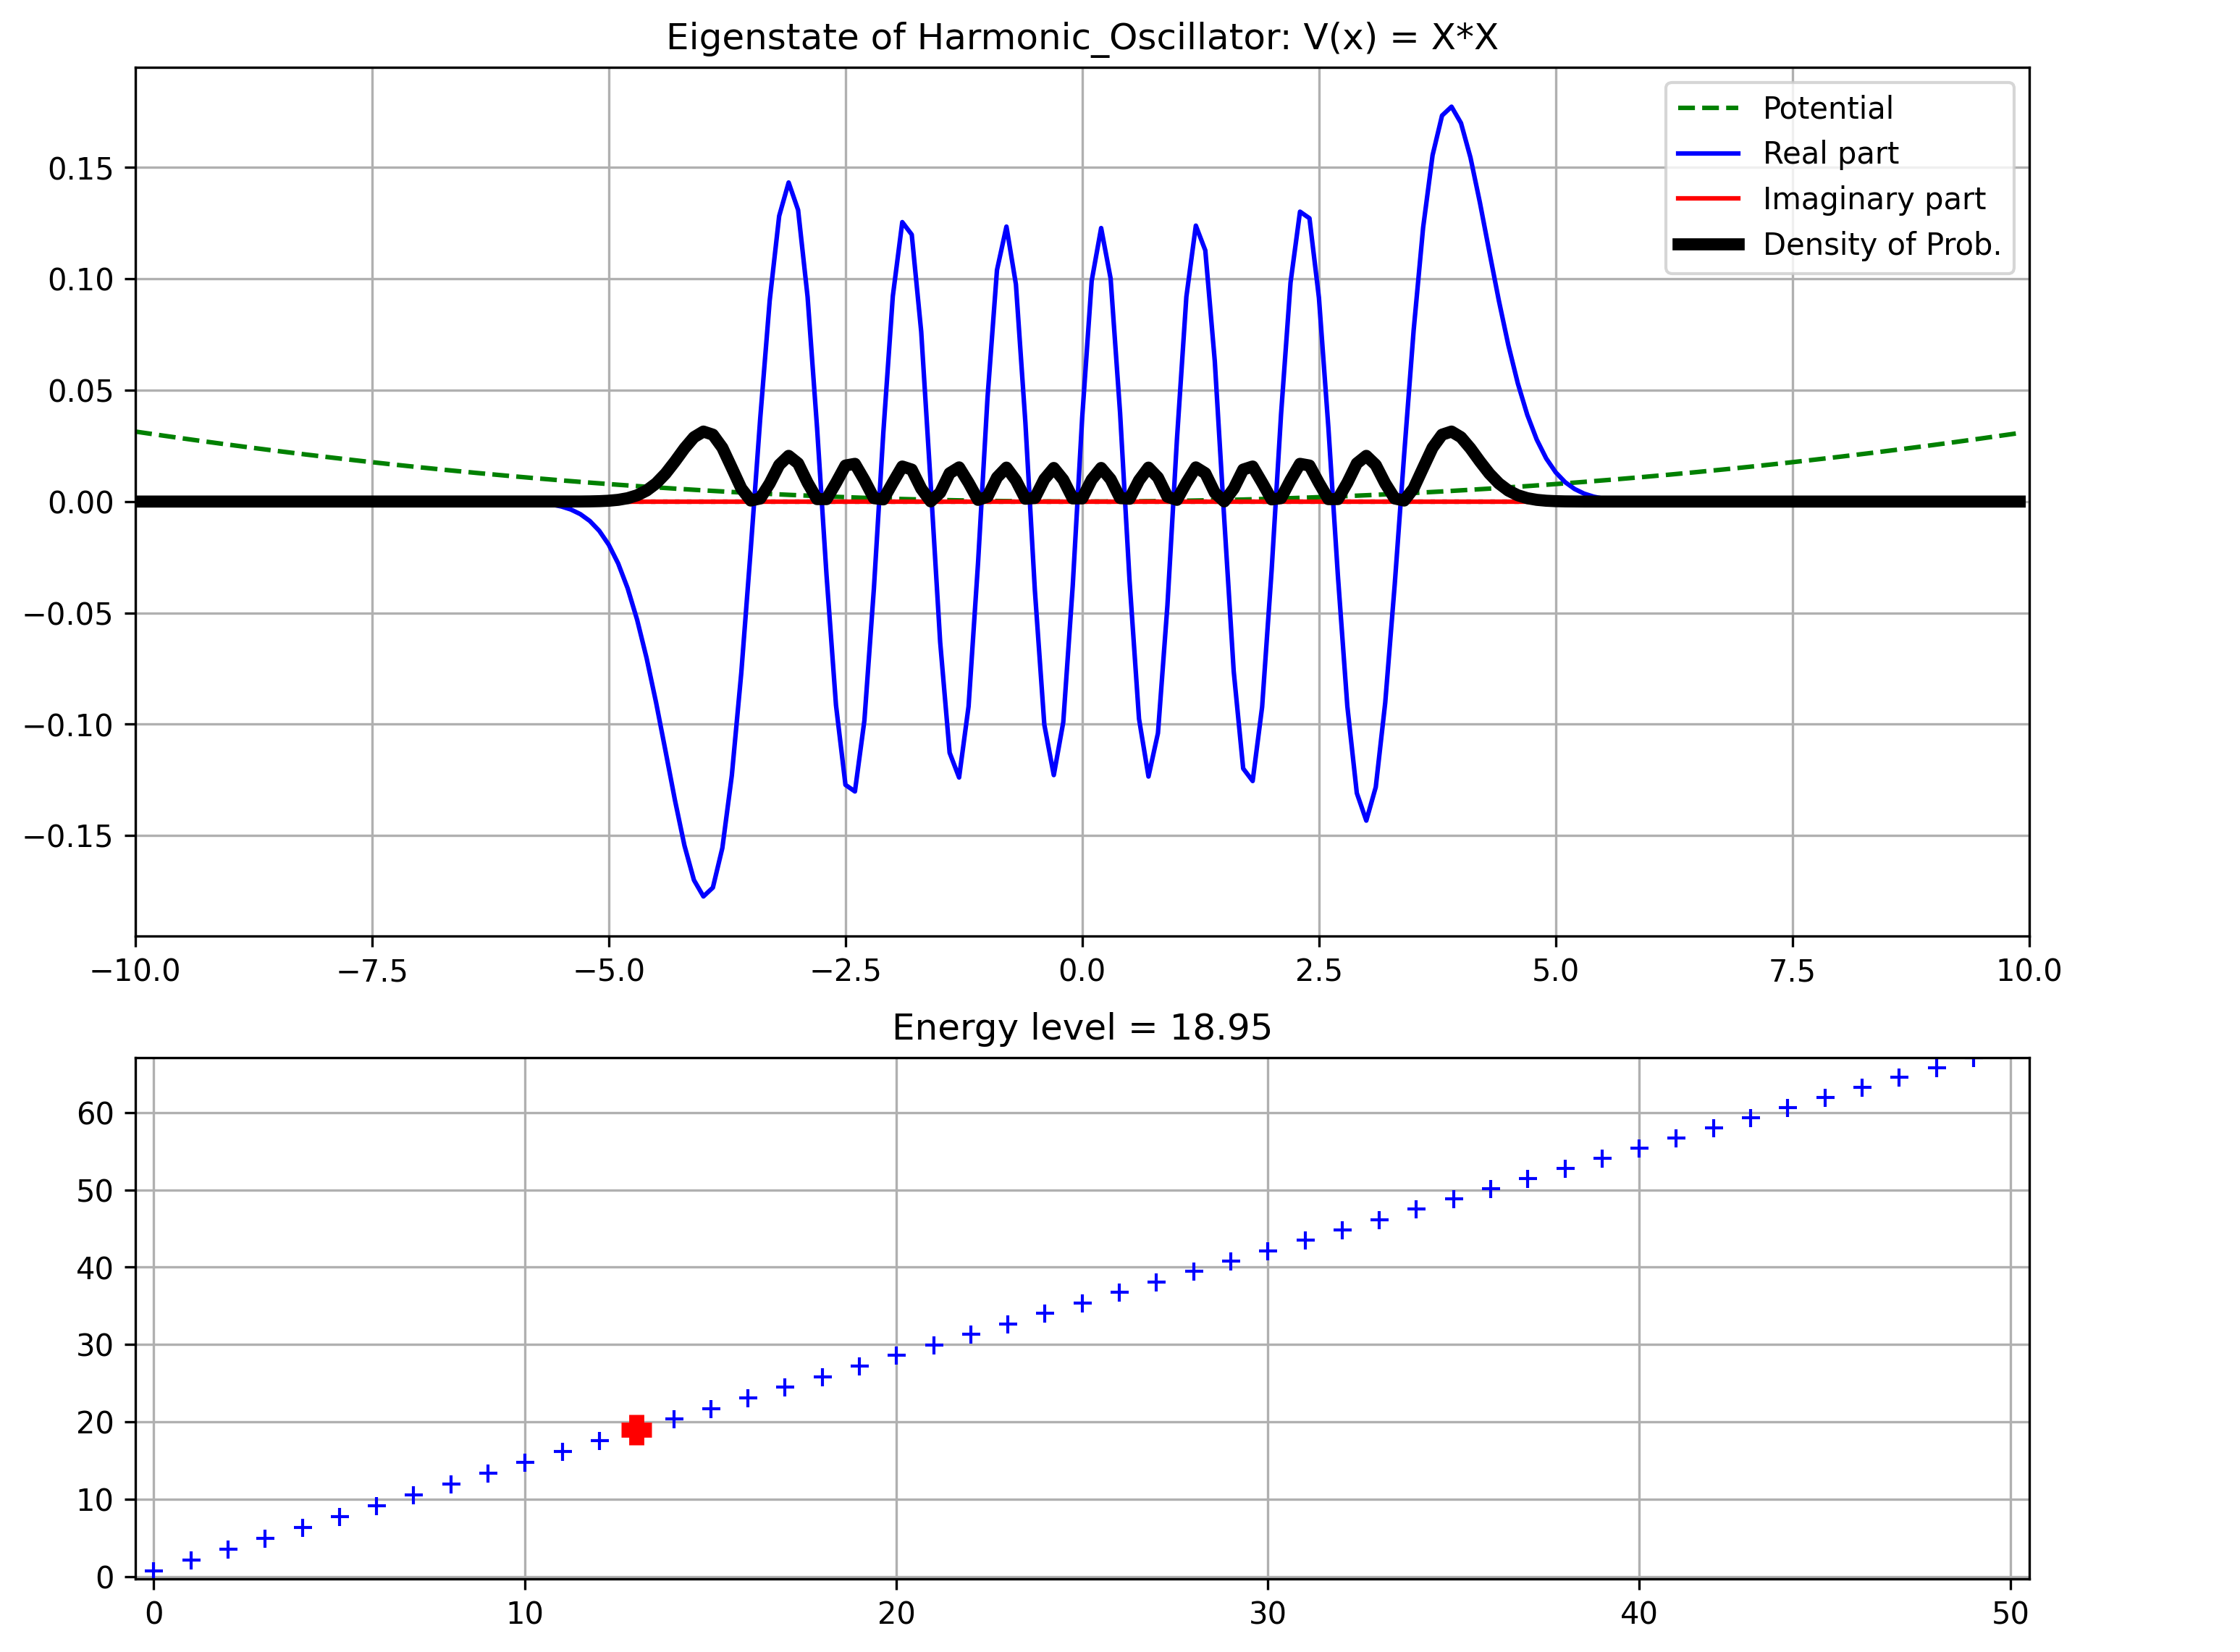 Eigenstate of Harmonic_Oscillator: V(x) = X*X
Potential
Real part
Imaginary part
Density of Prob.
0.15
0.10
0.05
0.00
−0.05
−0.10
−0.15
−10.0 −7.5 −5.0 −2.5 0.0 2.5 5.0 7.5 10.0
Energy level = 18.95
60
50
40
30
20
10
0
0 10 20 30 40 50